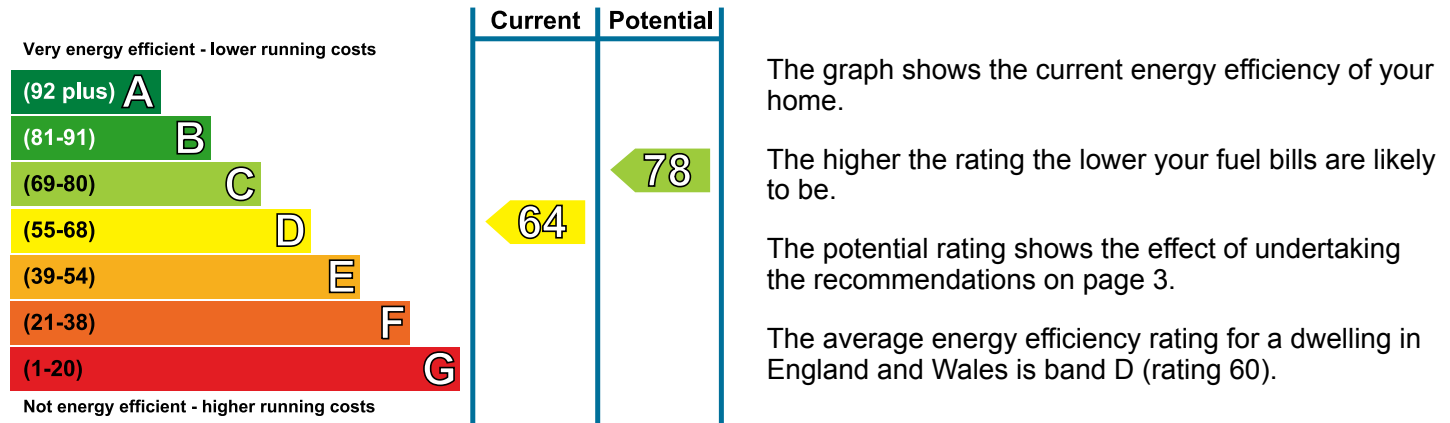 Current Potential
Very energy efficient - lower running costs
(92 plus) A
(81-91) B
(69-80) C
(55-68) D
(39-54) E
(21-38) F
(1-20) G
Not energy efficient - higher running costs
64
78
The graph shows the current energy efficiency of your
home.
The higher the rating the lower your fuel bills are likely
to be.
The potential rating shows the effect of undertaking
the recommendations on page 3.
The average energy efficiency rating for a dwelling in
England and Wales is band D (rating 60).